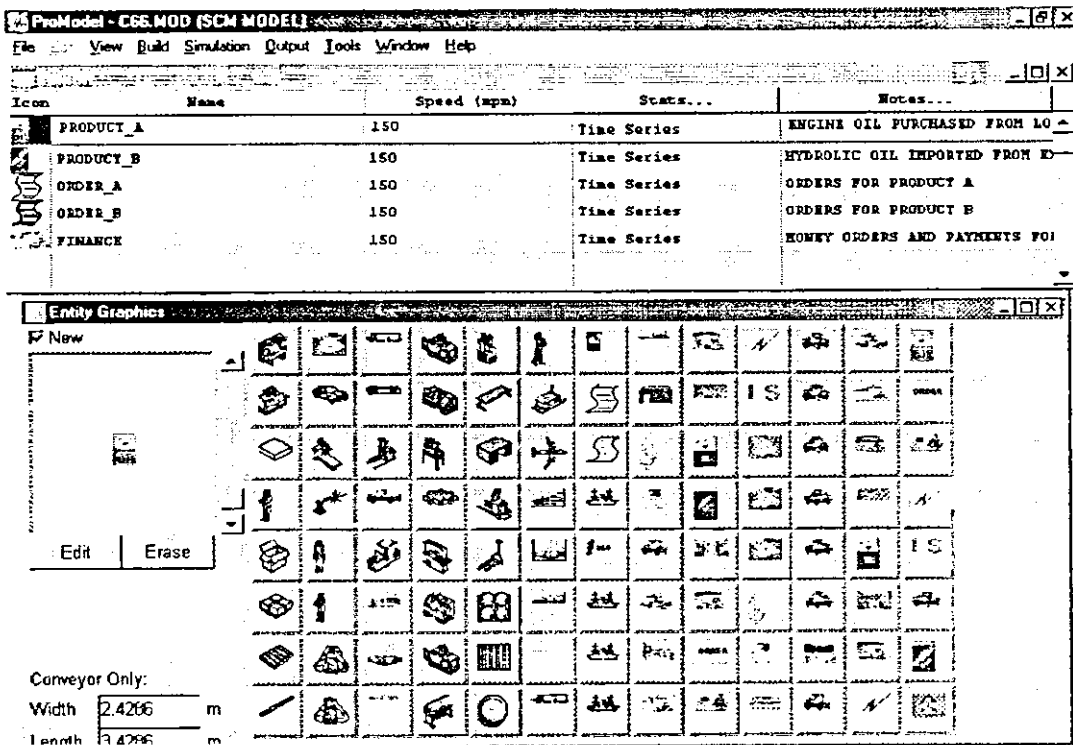 ProModel - C66.MOD (SCM MODEL)
File View Build Simulation Output Tools Window Help
Icon Name Speed (mpm) Stats... Notes...
PRODUCT_A 150 Time Series ENGINE OIL PURCHASED FROM LO
PRODUCT_B 150 Time Series HYDROLIC OIL IMPORTED FROM
ORDER_A 150 Time Series ORDERS FOR PRODUCT A
ORDER_B 150 Time Series ORDERS FOR PRODUCT B
FINANCE 150 Time Series MONEY ORDERS AND PAYMENTS FO
Entity Graphics
New
I S
ORDER
Edit Erase
I S
Conveyor Only:
Width 2.4286 m
Length 3.4286 m